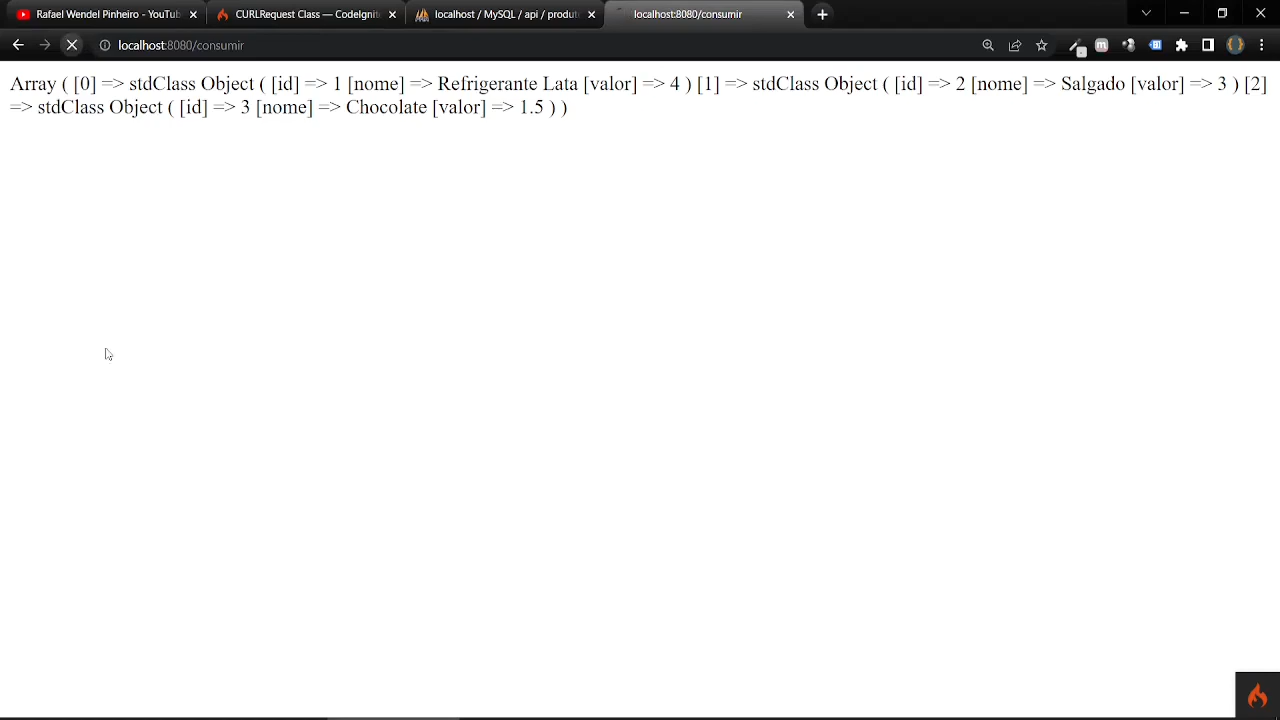 Rafael Wendel Pinheiro - YouTub
CURLRequest Class — CodeIgnite
localhost / MySQL / api / produto
localhost:8080/consumir
localhost:8080/consumir
Array ( [0] => stdClass Object ( [id] => 1 [nome] => Refrigerante Lata [valor] => 4 ) [1] => stdClass Object ( [id] => 2 [nome] => Salgado [valor] => 3 ) [2]
=> stdClass Object ( [id] => 3 [nome] => Chocolate [valor] => 1.5 ) )